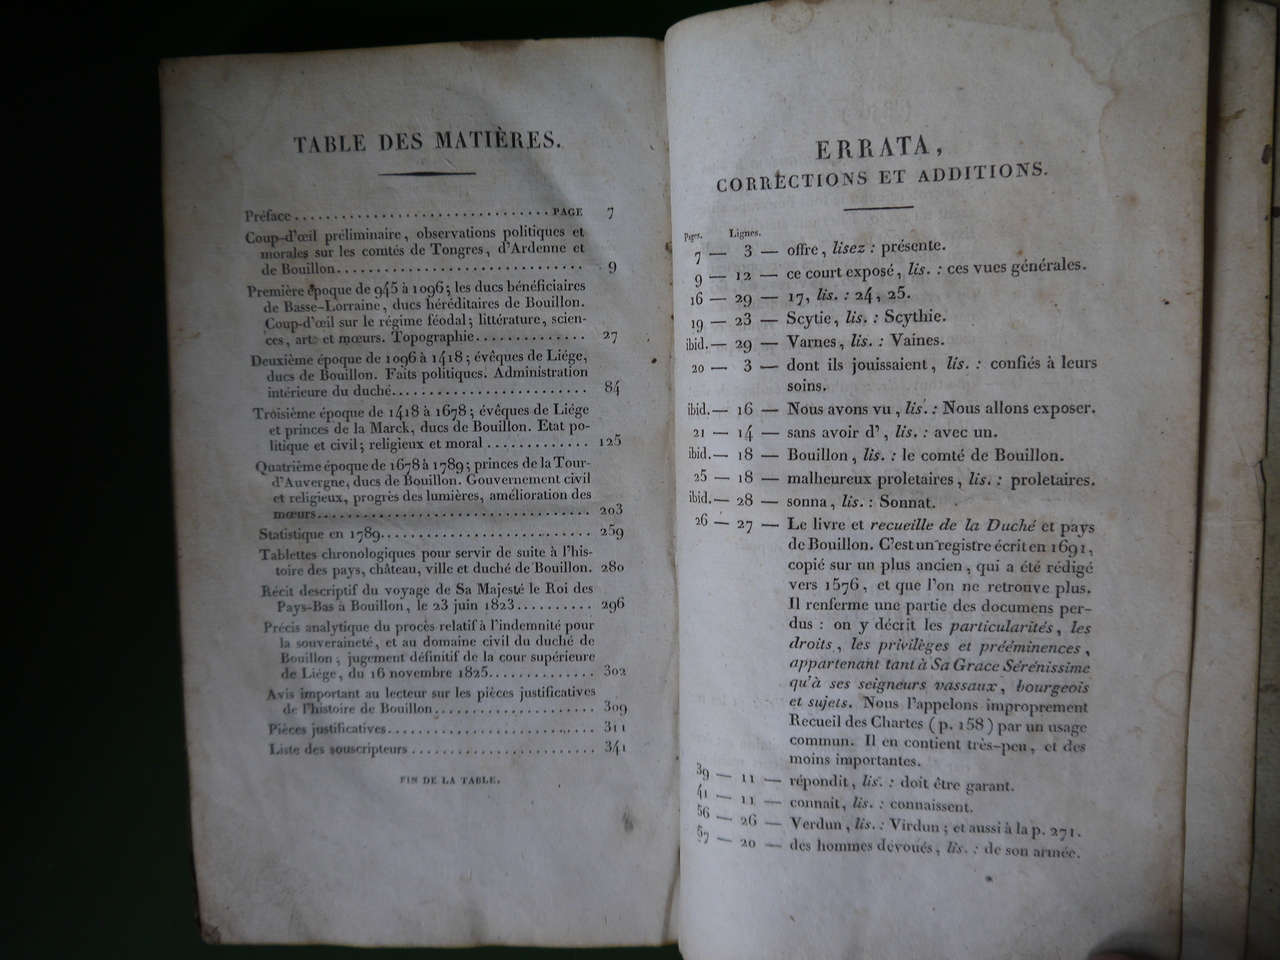 TABLE DES MATIÈRES.
Préface ................................ PAGE 7
Coup-d'œil préliminaire, observations politiques et
morales sur les comtés de Tongres, d'Ardenne et
de Bouillon................................ 9
Première époque de 945 à 1096; les ducs bénéficiaires
de Basse-Lorraine, ducs héréditaires de Bouillon.
Coup-d'œil sur le régime féodal; littérature, scien-
ces, art et mœurs. Topographie.............. 27
Deuxième époque de 1096 à 1418; évêques de Liége,
ducs de Bouillon. Faits politiques. Administration
intérieure du duché......................... 84
Troisième époque de 1418 à 1678; évêques de Liége
et princes de la Marck, ducs de Bouillon. Etat po-
litique et civil; religieux et moral ............. 125
Quatrième époque de 1678 à 1789; princes de la Tour-
d'Auvergne, ducs de Bouillon. Gouvernement civil
et religieux, progrès des lumières, amélioration des
mœurs................................... 203
Statistique en 1789........................... 259
Tablettes chronologiques pour servir de suite à l'his-
toire des pays, château, ville et duché de Bouillon. 280
Récit descriptif du voyage de Sa Majesté le Roi des
Pays-Bas à Bouillon, le 23 juin 1823.......... 296
Précis analytique du procès relatif à l'indemnité pour
la souveraineté, et au domaine civil du duché de
Bouillon; jugement définitif de la cour supérieure
de Liége, du 16 novembre 1825.............. 302
Avis important au lecteur sur les pièces justificatives
de l'histoire de Bouillon..................... 309
Pièces justificatives........................... 311
Liste des souscripteurs ........................ 341
FIN DE LA TABLE.
ERRATA,
CORRECTIONS ET ADDITIONS.
Pages. Lignes.
7 — 3 — offre, lisez : présente.
9 — 12 — ce court exposé, lis. : ces vues générales.
16 — 29 — 17, lis. : 24, 25.
19 — 23 — Scytie, lis. : Scythie.
ibid. — 29 — Varnes, lis. : Vaines.
20 — 3 — dont ils jouissaient, lis. : confiés à leurs
soins.
ibid. — 16 — Nous avons vu, lis. : Nous allons exposer.
21 — 14 — sans avoir d', lis. : avec un.
ibid. — 18 — Bouillon, lis. : le comté de Bouillon.
25 — 18 — malheureux proletaires, lis. : proletaires.
ibid. — 28 — sonna, lis. : Sonnat.
26 — 27 — Le livre et recueille de la Duché et pays
de Bouillon. C'est un registre écrit en 1691,
copié sur un plus ancien, qui a été rédigé
vers 1576, et que l'on ne retrouve plus.
Il renferme une partie des documens per-
dus : on y décrit les particularités, les
droits, les privilèges et prééminences,
appartenant tant à Sa Grace Sérénissime
qu'à ses seigneurs vassaux, bourgeois
et sujets. Nous l'appelons improprement
Recueil des Chartes (p. 158) par un usage
commun. Il en contient très-peu, et des
moins importantes.
39 — 11 — répondit, lis. : doit être garant.
41 — 11 — connait, lis. : connaissent.
56 — 26 — Verdun, lis. : Virdun; et aussi à la p. 271.
57 — 20 — des hommes dévoués, lis. : de son armée.